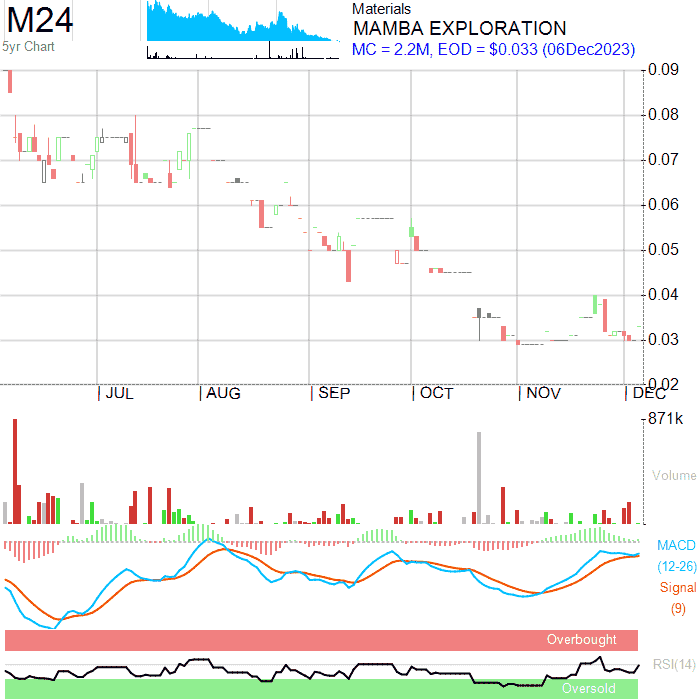 M24
5yr Chart
Materials
MAMBA EXPLORATION
MC = 2.2M, EOD = $0.033 (06Dec2023)
0.09
0.08
0.07
0.06
0.05
0.04
0.03
0.02
JUL
AUG
SEP
OCT
NOV
DEC
871k
Volume
MACD
(12-26)
Signal
(9)
Overbought
RSI(14)
Oversold